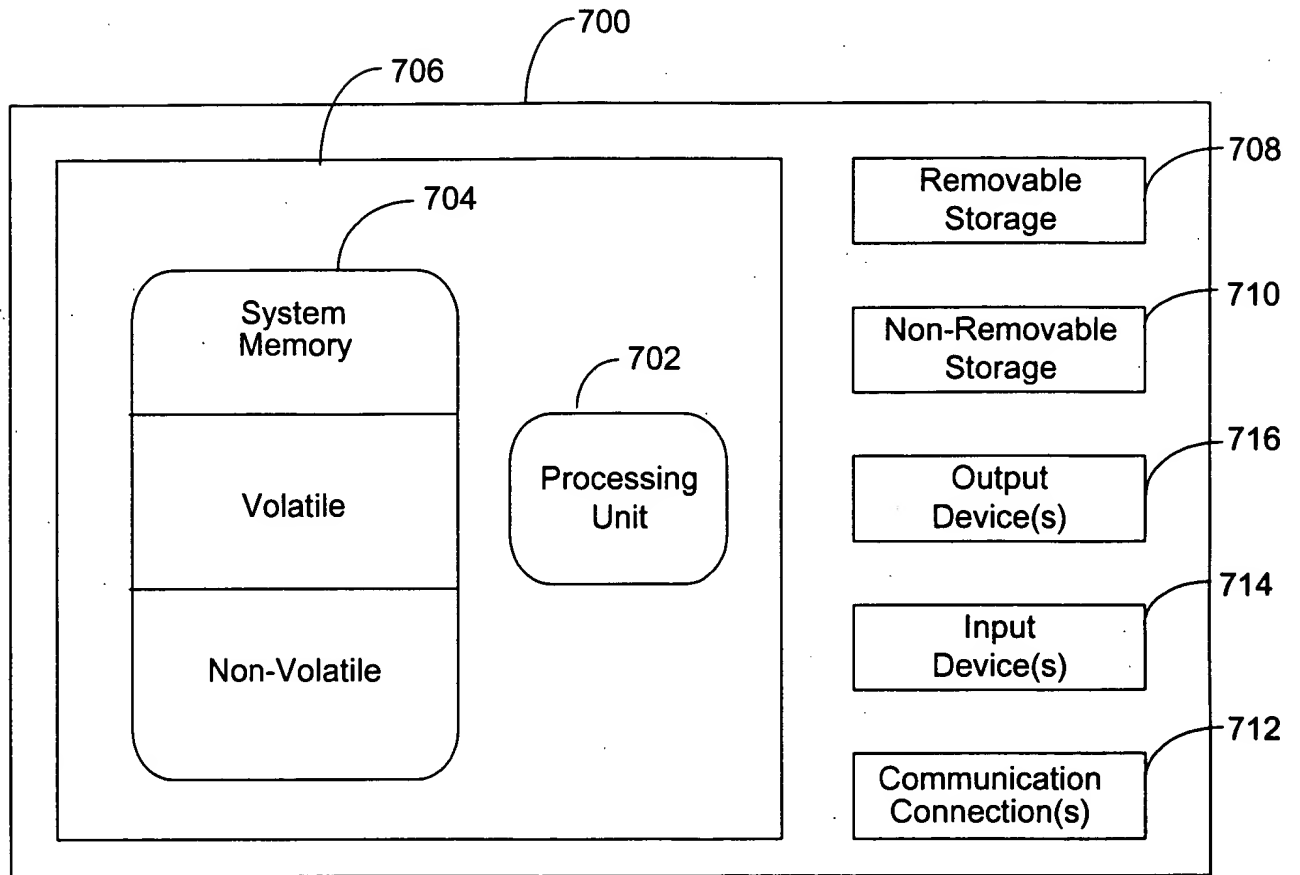 700
706
708
Removable
Storage
704
System
Memory
710
Non-Removable
Storage
702
Processing
Unit
716
Output
Device(s)
Volatile
714
Input
Device(s)
Non-Volatile
712
Communication
Connection(s)